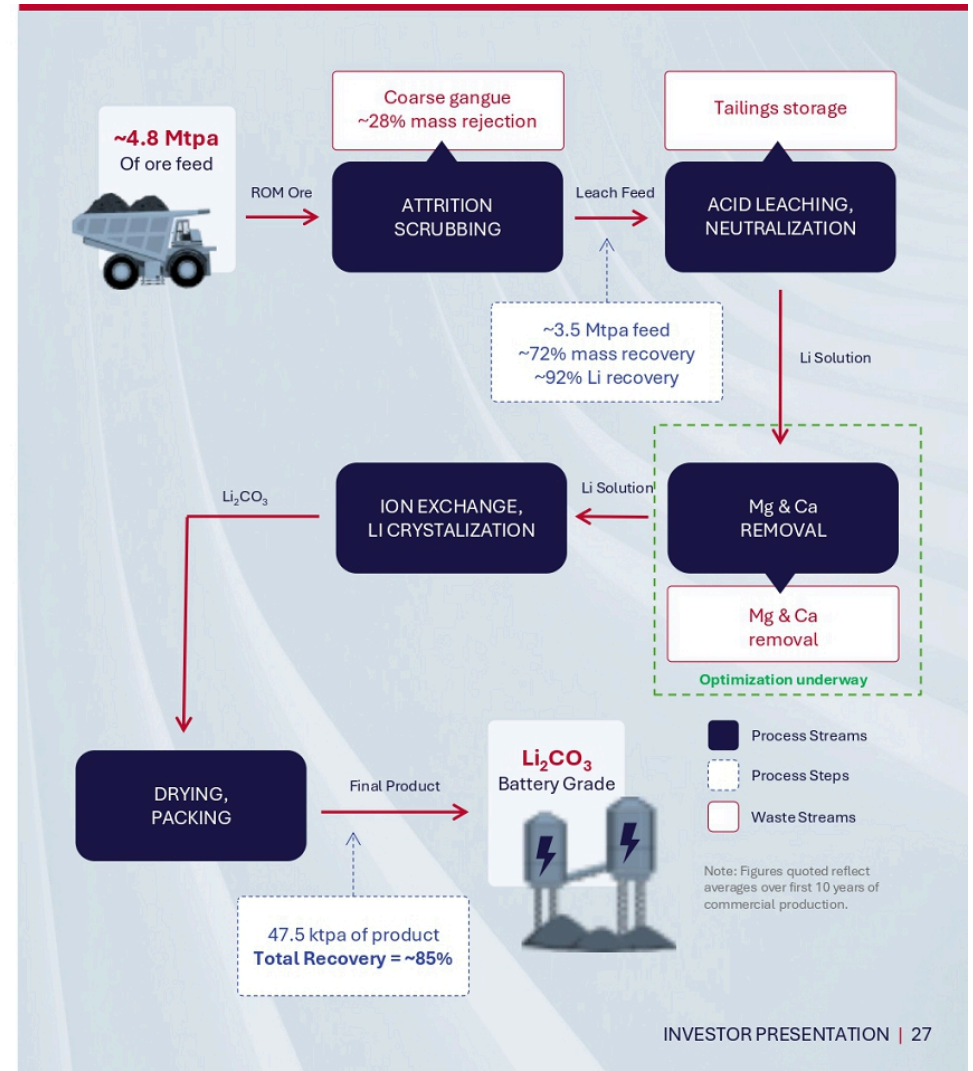 ~4.8 Mtpa
Of ore feed
ROM Ore
Coarse gangue
~28% mass rejection
ATTRITION
SCRUBBING
Leach Feed
Tailings storage
ACID LEACHING,
NEUTRALIZATION
~3.5 Mtpa feed
~72% mass recovery
~92% Li recovery
Li Solution
Mg & Ca
REMOVAL
Mg & Ca
removal
Optimization underway
Li Solution
ION EXCHANGE,
LI CRYSTALIZATION
Li₂CO₃
DRYING,
PACKING
Final Product
47.5 ktpa of product
Total Recovery = ~85%
Li₂CO₃
Battery Grade
Process Streams
Process Steps
Waste Streams
Note: Figures quoted reflect
averages over first 10 years of
commercial production.
INVESTOR PRESENTATION | 27